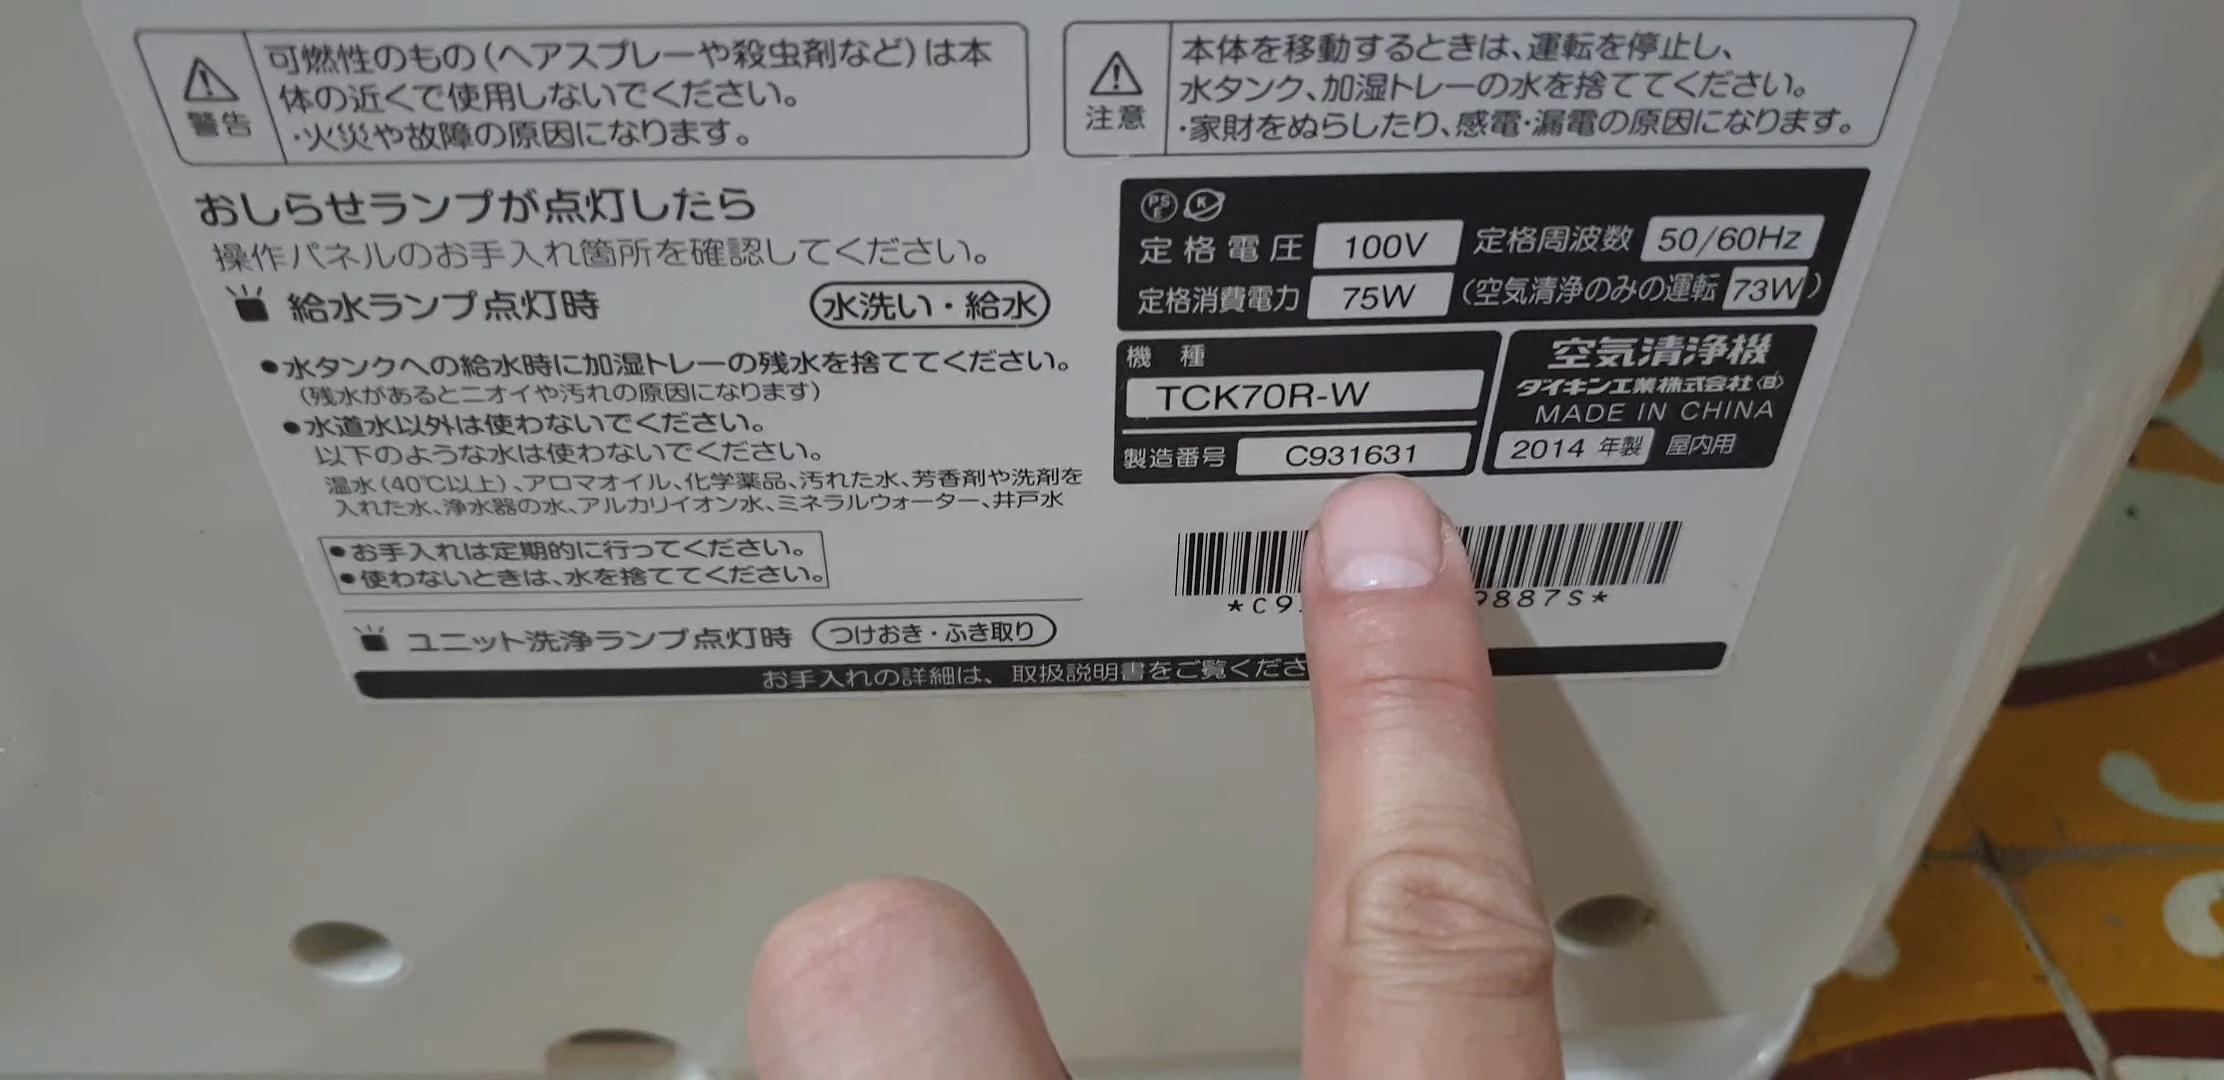 警告
可燃性のもの(ヘアスプレーや殺虫剤など)は本
体の近くで使用しないでください。
・火災や故障の原因になります。
注意
本体を移動するときは、運転を停止し、
水タンク、加湿トレーの水を捨ててください。
・家財をぬらしたり、感電・漏電の原因になります。
おしらせランプが点灯したら
操作パネルのお手入れ箇所を確認してください。
給水ランプ点灯時 水洗い・給水
●水タンクへの給水時に加湿トレーの残水を捨ててください。
(残水があるとニオイや汚れの原因になります)
●水道水以外は使わないでください。
以下のような水は使わないでください。
温水(40℃以上)、アロマオイル、化学薬品、汚れた水、芳香剤や洗剤を
入れた水、浄水器の水、アルカリイオン水、ミネラルウォーター、井戸水
●お手入れは定期的に行ってください。
●使わないときは、水を捨ててください。
ユニット洗浄ランプ点灯時 つけおき・ふき取り
お手入れの詳細は、取扱説明書をご覧くださ
PSE K
定格電圧 100V 定格周波数 50/60Hz
定格消費電力 75W (空気清浄のみの運転 73W)
機種
TCK70R-W
製造番号 C931631
空気清浄機
ダイキン工業株式会社〈B〉
MADE IN CHINA
2014 年製 屋内用
*C9 9887S*